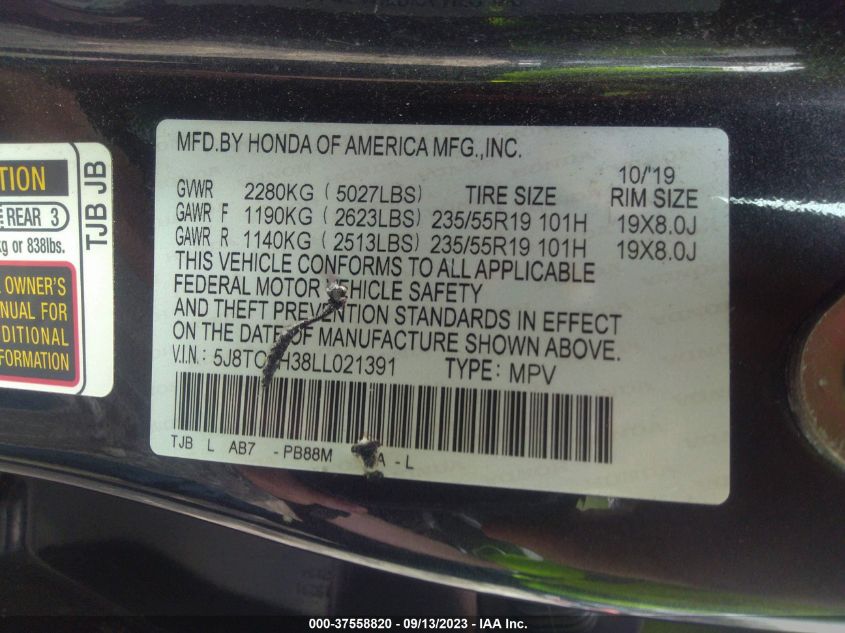 MFD.BY HONDA OF AMERICA MFG.,INC.
10/'19
GVWR 2280KG (5027LBS) TIRE SIZE RIM SIZE
GAWR F 1190KG (2623LBS) 235/55R19 101H 19X8.0J
GAWR R 1140KG (2513LBS) 235/55R19 101H 19X8.0J
THIS VEHICLE CONFORMS TO ALL APPLICABLE
FEDERAL MOTOR VEHICLE SAFETY
AND THEFT PREVENTION STANDARDS IN EFFECT
ON THE DATE OF MANUFACTURE SHOWN ABOVE.
V.I.N.: 5J8TC H38LL021391 TYPE: MPV
TJB L AB7 -PB88M A -L
TION
REAR 3
kg or 838lbs.
TJB JB
OWNER'S
ANUAL FOR
DITIONAL
FORMATION
000-37558820 - 09/13/2023 - IAA Inc.